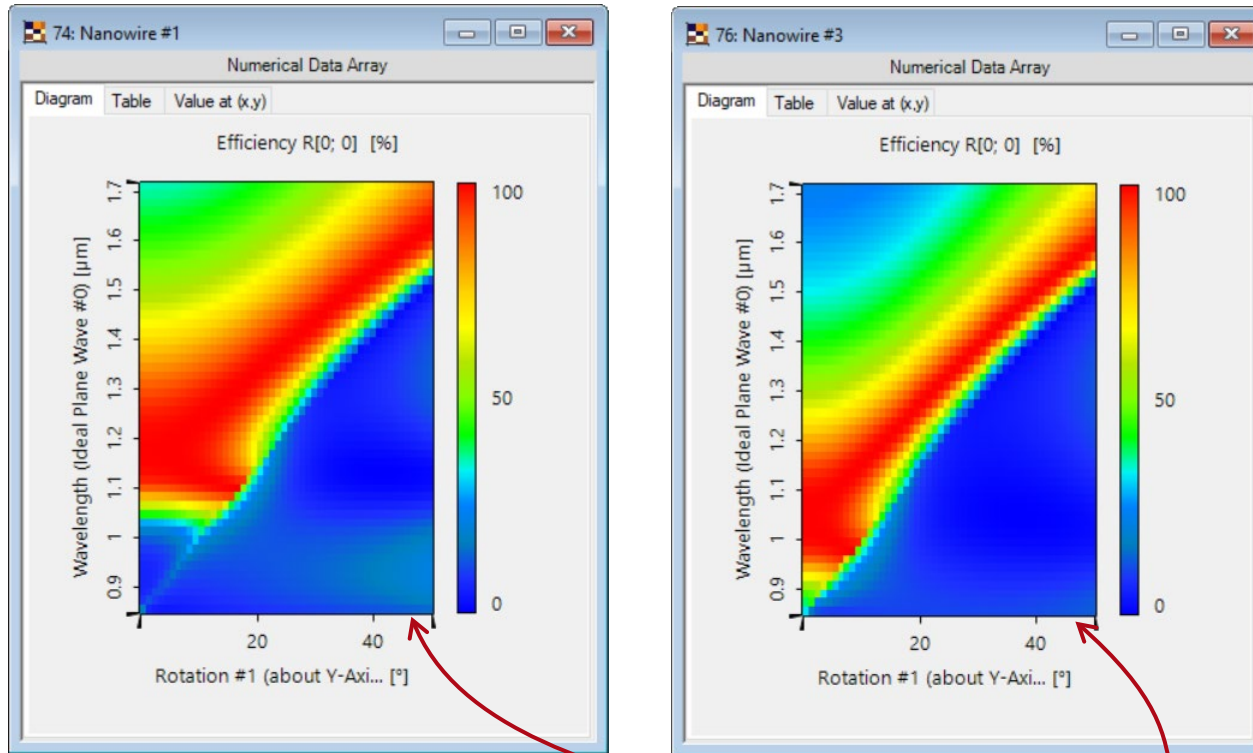 74: Nanowire #1
Numerical Data Array
Diagram Table Value at (x,y)
Efficiency R[0; 0] [%]
Wavelength (Ideal Plane Wave #0) [µm]
1.7
1.6
1.5
1.4
1.3
1.2
1.1
1
0.9
20 40
Rotation #1 (about Y-Axi... [°]
100
50
0
76: Nanowire #3
Numerical Data Array
Diagram Table Value at (x,y)
Efficiency R[0; 0] [%]
Wavelength (Ideal Plane Wave #0) [µm]
1.7
1.6
1.5
1.4
1.3
1.2
1.1
1
0.9
20 40
Rotation #1 (about Y-Axi... [°]
100
50
0